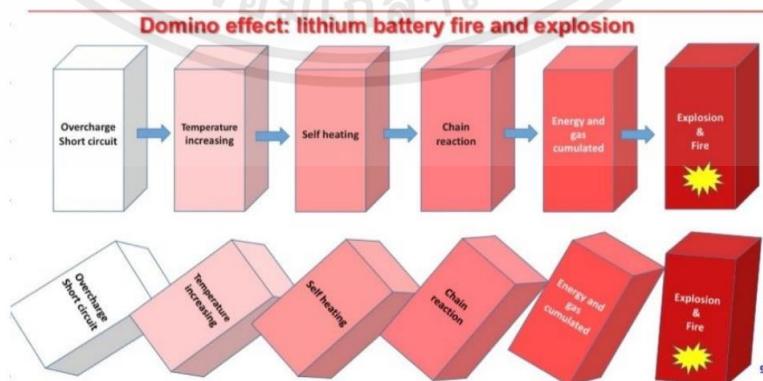 Domino effect: lithium battery fire and explosion
Overcharge
Short circuit
Temperature
increasing
Self heating
Chain
reaction
Energy and
gas
cumulated
Explosion
&
Fire
Overcharge
Short circuit
Temperature
increasing
Self heating
Chain
reaction
Energy and
gas
cumulated
Explosion
&
Fire